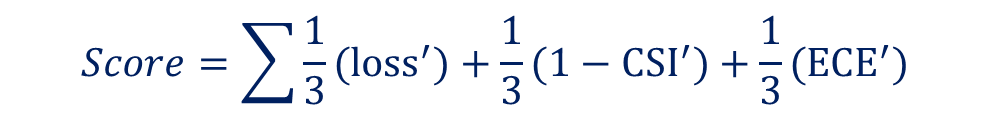 Score = ∑ 1/3 (loss′) + 1/3 (1 − CSI′) + 1/3 (ECE′)